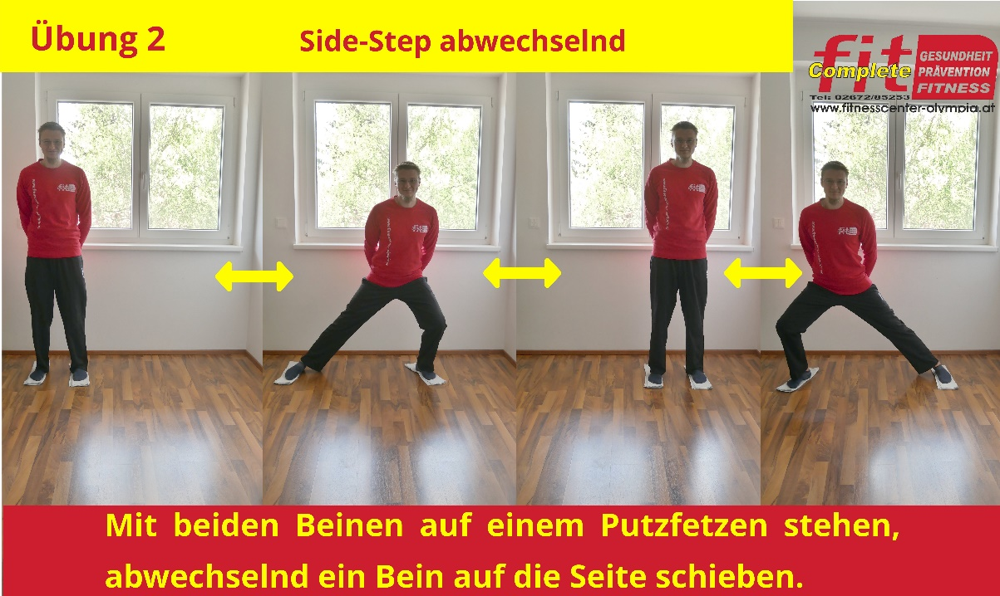 Übung 2
Side-Step abwechselnd
fit
Complete
GESUNDHEIT
PRÄVENTION
FITNESS
Tel: 02672/85253
www.fitnesscenter-olympia.at
Mit beiden Beinen auf einem Putzfetzen stehen,
abwechselnd ein Bein auf die Seite schieben.